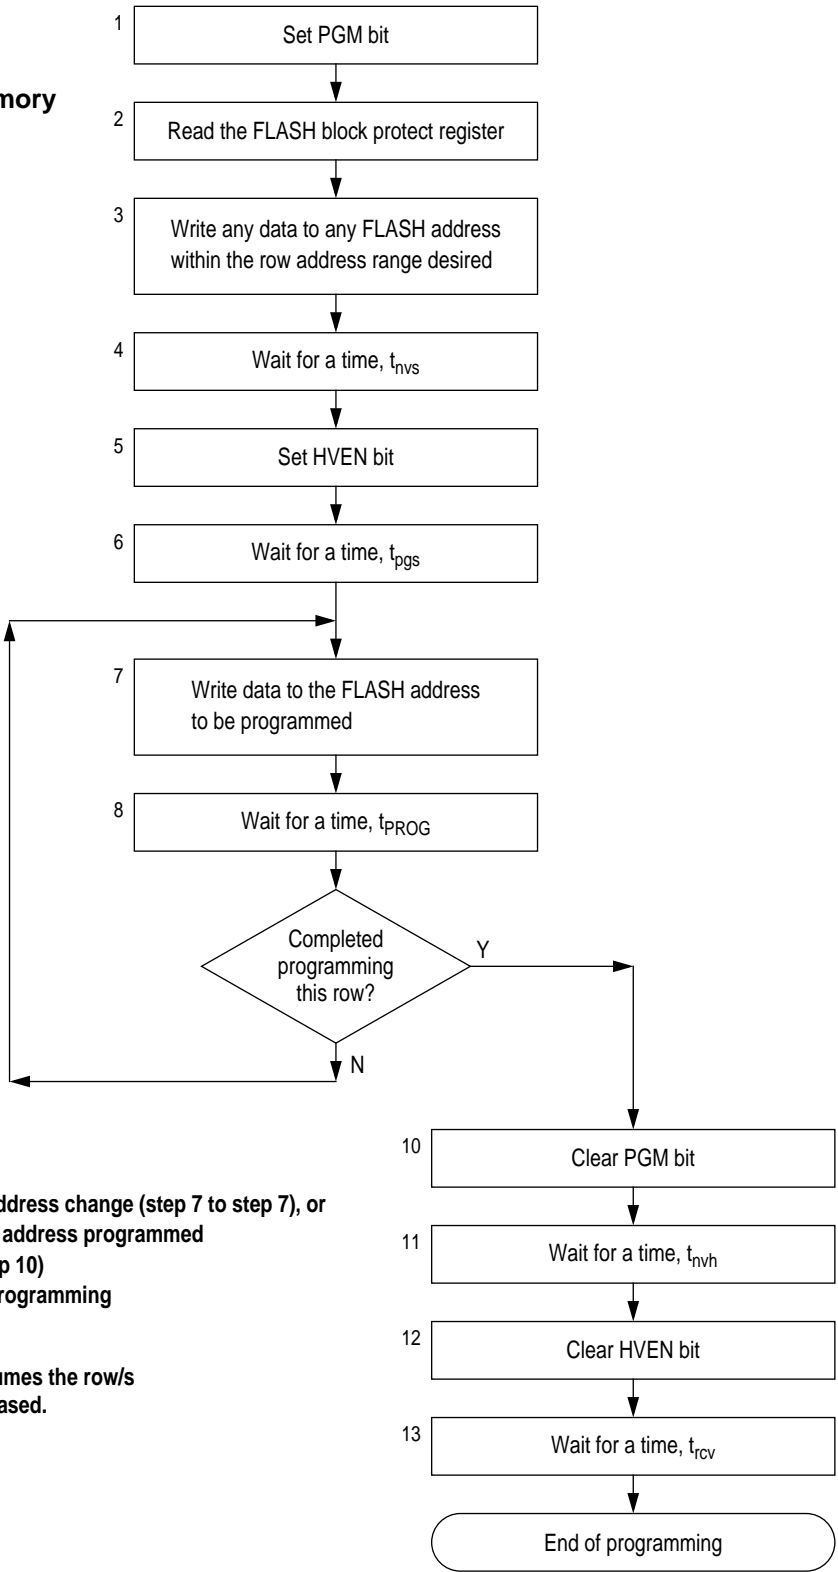 1
Set PGM bit
mory
2
Read the FLASH block protect register
3
Write any data to any FLASH address
within the row address range desired
4
Wait for a time, tnvs
5
Set HVEN bit
6
Wait for a time, tpgs
7
Write data to the FLASH address
to be programmed
8
Wait for a time, tPROG
Completed
programming
this row?
Y
N
10
Clear PGM bit
ddress change (step 7 to step 7), or
address programmed
p 10)
rogramming
11
Wait for a time, tnvh
12
Clear HVEN bit
umes the row/s
ased.
13
Wait for a time, trcv
End of programming